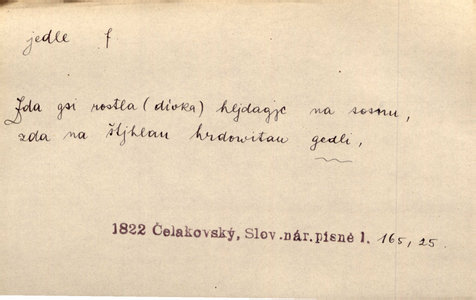 jedle f
Zda gsi rostla (dívka) hljdagjc na sosnu,
zda na štjhlau hrdowitau gedli,
1822 Čelakovský, Slov.nár.písně I. 165, 25.